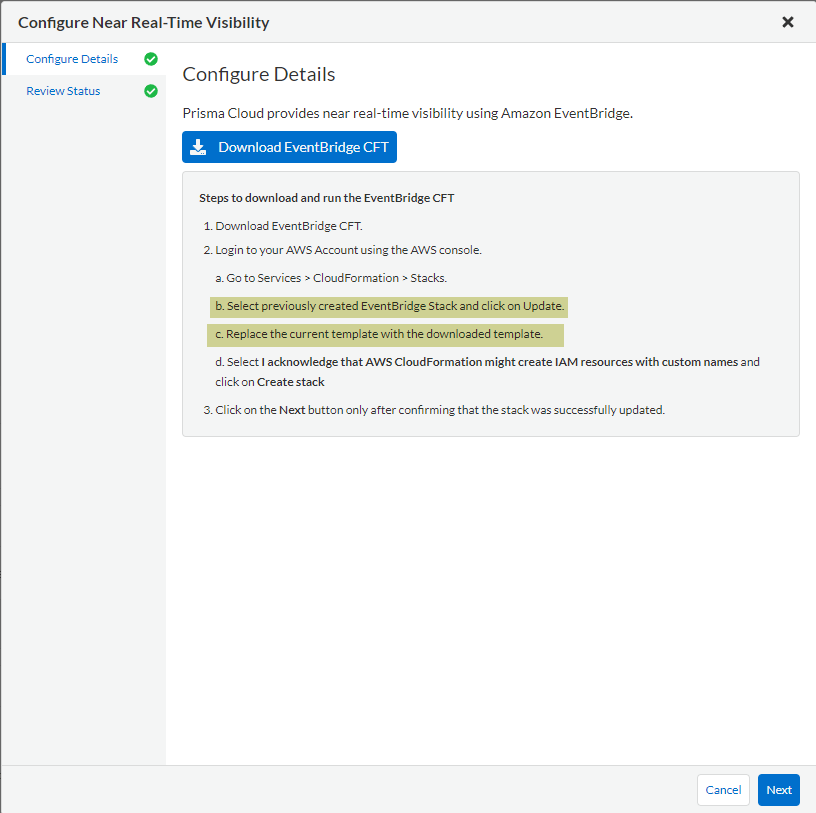 Configure Near Real-Time Visibility
Configure Details
Review Status
Configure Details
Prisma Cloud provides near real-time visibility using Amazon EventBridge.
Download EventBridge CFT
Steps to download and run the EventBridge CFT
1. Download EventBridge CFT.
2. Login to your AWS Account using the AWS console.
a. Go to Services > CloudFormation > Stacks.
b. Select previously created EventBridge Stack and click on Update.
c. Replace the current template with the downloaded template.
d. Select I acknowledge that AWS CloudFormation might create IAM resources with custom names and
click on Create stack
3. Click on the Next button only after confirming that the stack was successfully updated.
Cancel
Next